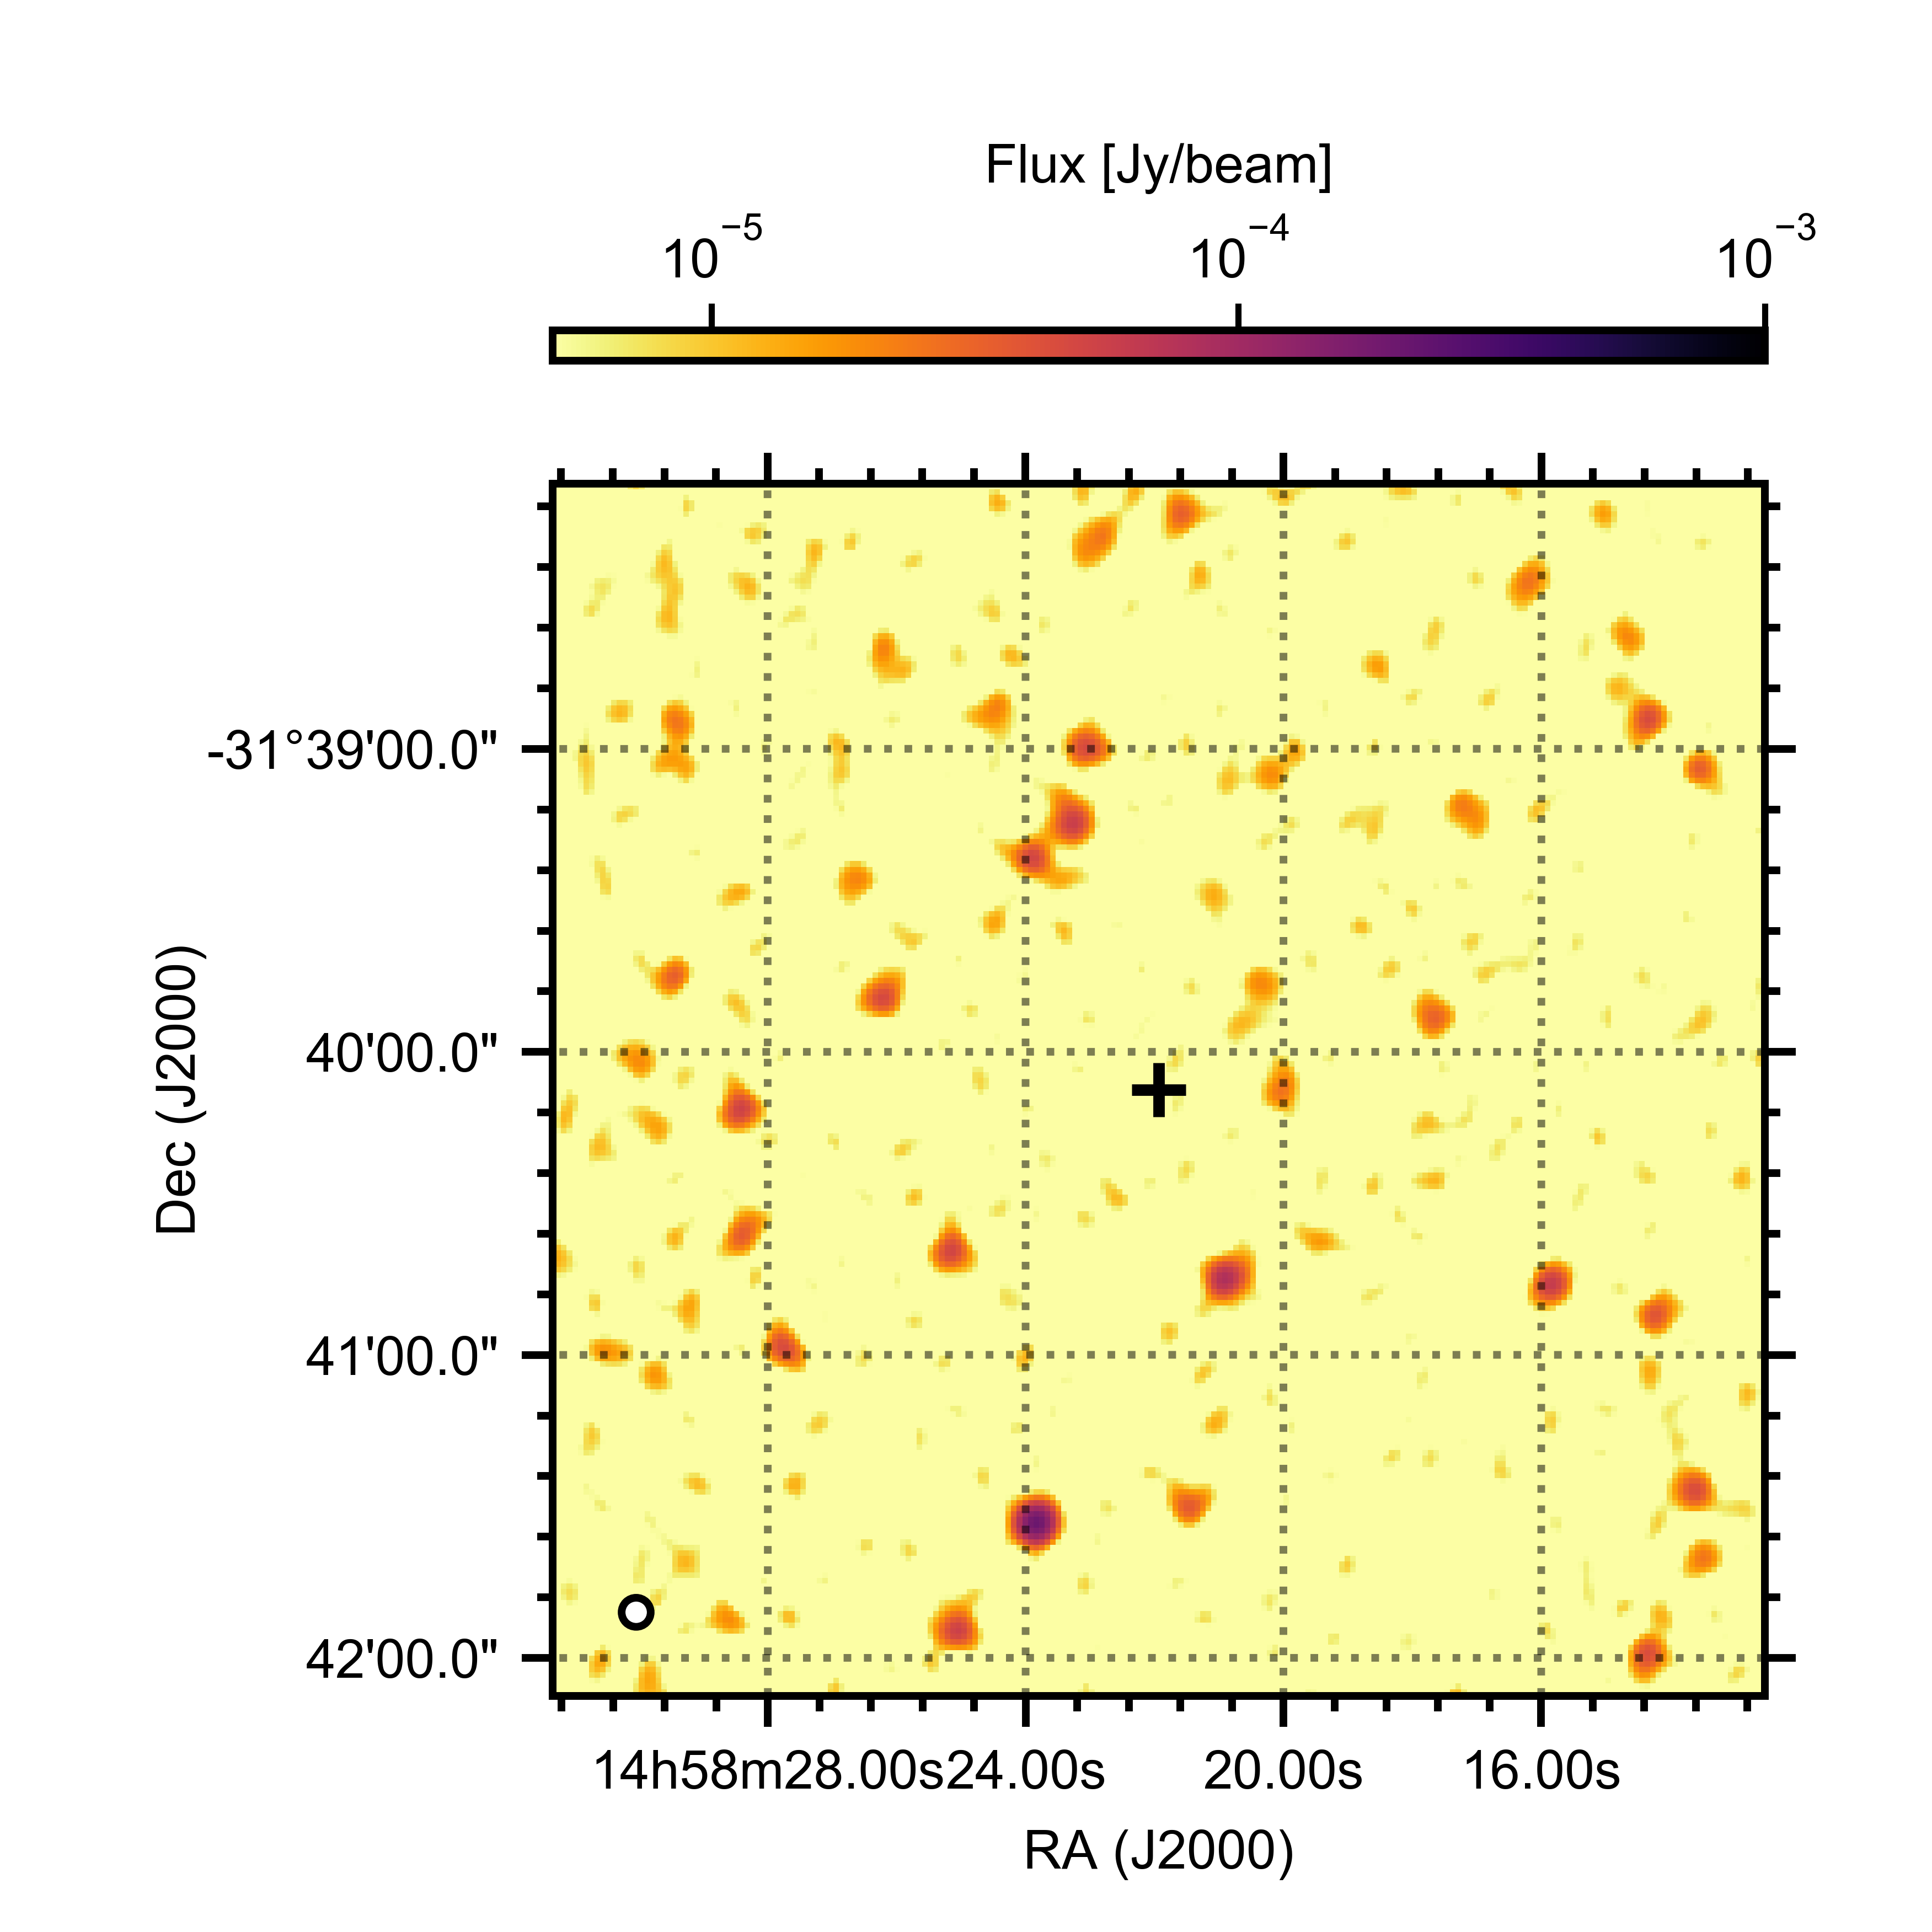 Flux [Jy/beam]
10⁻⁵ 10⁻⁴ 10⁻³
-31°39'00.0"
40'00.0"
41'00.0"
42'00.0"
Dec (J2000)
14h58m28.00s24.00s 20.00s 16.00s
RA (J2000)